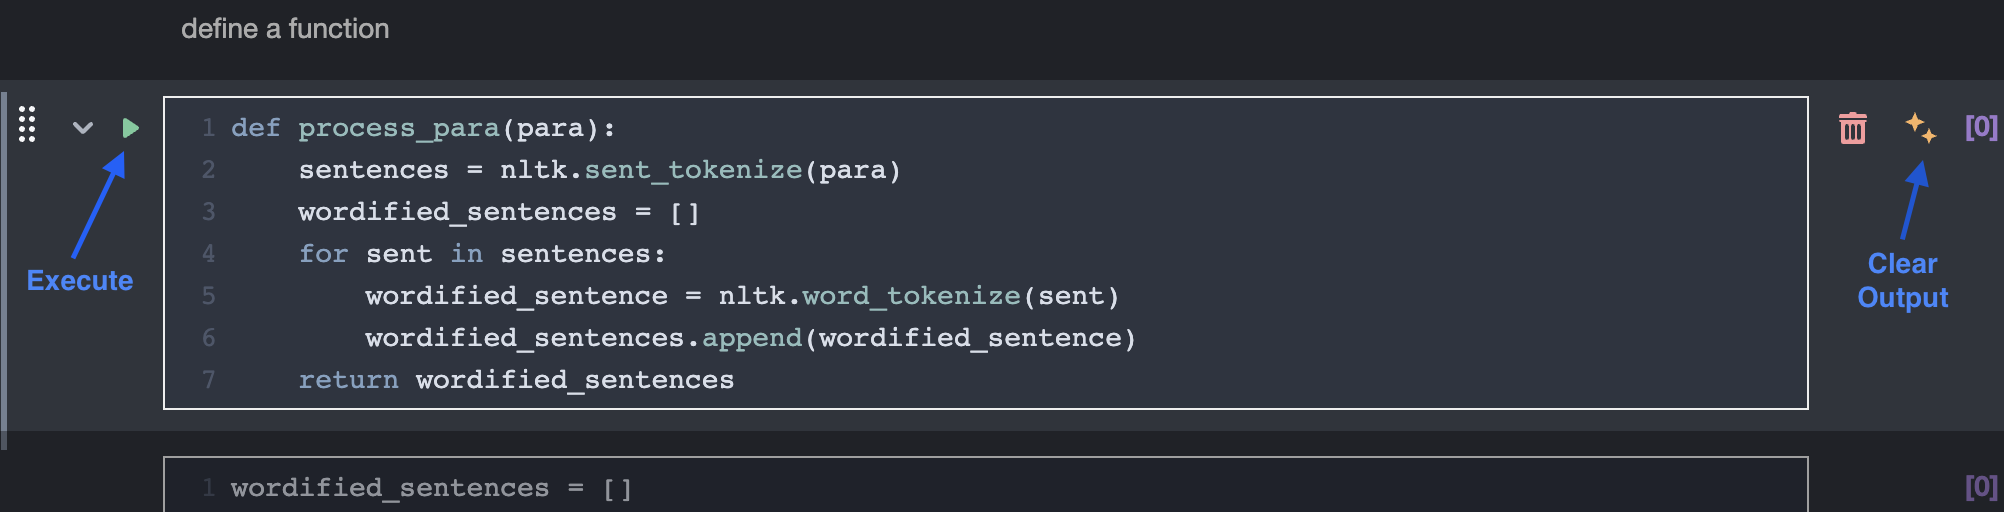 define a function
1 def process_para(para):
2     sentences = nltk.sent_tokenize(para)
3     wordified_sentences = []
4     for sent in sentences:
5         wordified_sentence = nltk.word_tokenize(sent)
6         wordified_sentences.append(wordified_sentence)
7     return wordified_sentences
[0]
Execute
Clear
Output
1 wordified_sentences = []
[0]